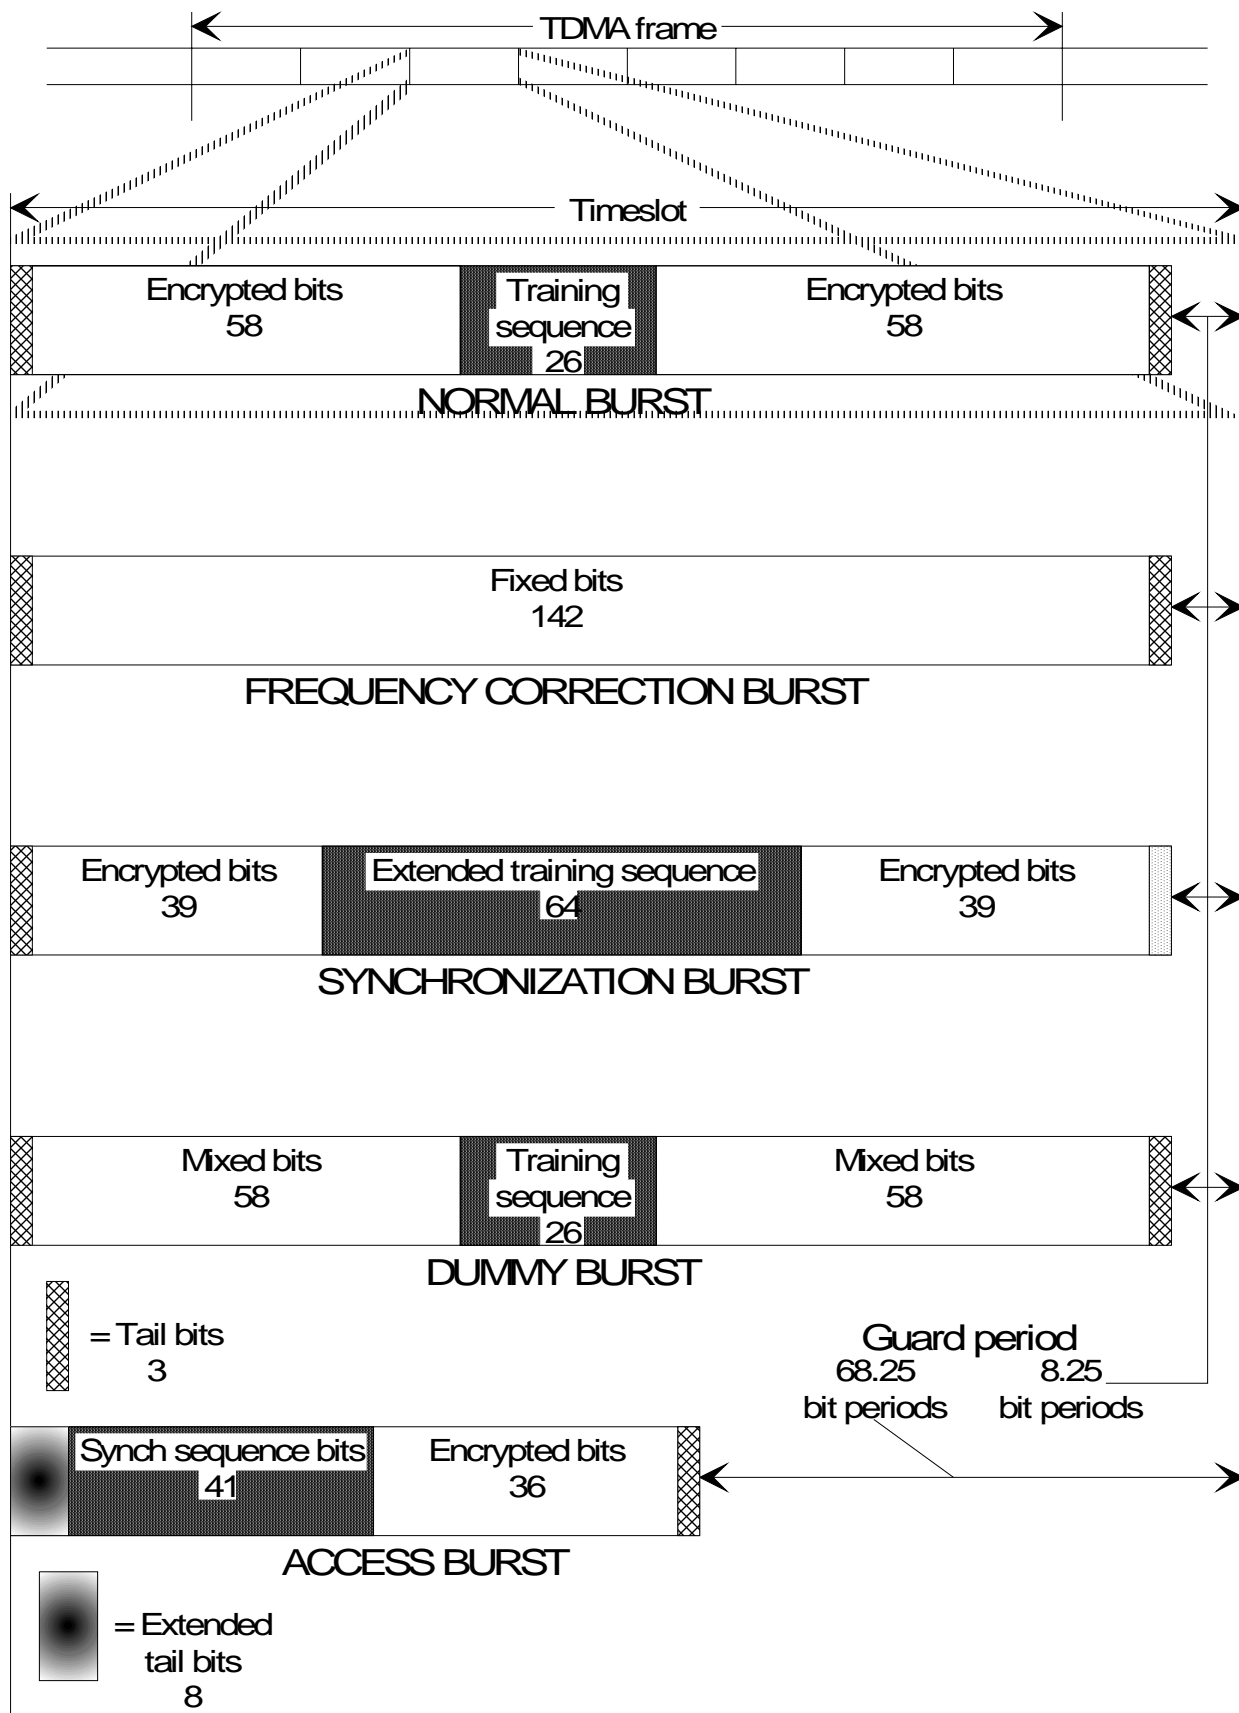 TDMA frame
Timeslot
Encrypted bits
58
Training
sequence
26
Encrypted bits
58
NORMAL BURST
Fixed bits
142
FREQUENCY CORRECTION BURST
Encrypted bits
39
Extended training sequence
64
Encrypted bits
39
SYNCHRONIZATION BURST
Mixed bits
58
Training
sequence
26
Mixed bits
58
DUMMY BURST
= Tail bits
3
Guard period
68.25
bit periods
8.25
bit periods
Synch sequence bits
41
Encrypted bits
36
ACCESS BURST
= Extended
tail bits
8